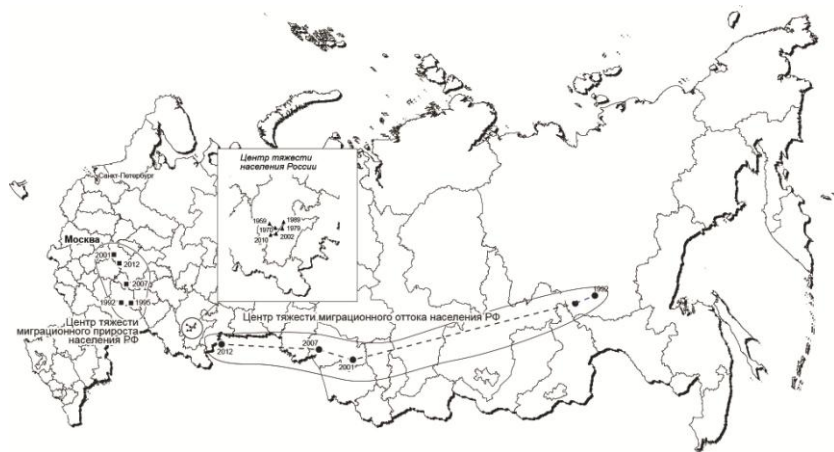 Центр тяжести
населения России
Санкт-Петербург
1959
1989
1970
1979
2010
2002
Москва
2001
2012
2007
1992
1995
1992
Центр тяжести
миграционного прироста
населения РФ
Центр тяжести миграционного оттока населения РФ
2012
2007
2001